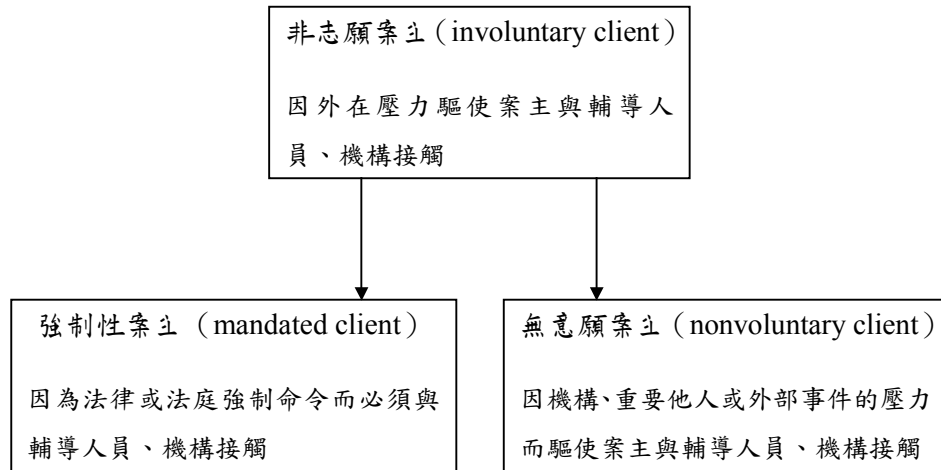 非志願案主（involuntary client）
因外在壓力驅使案主與輔導人
員、機構接觸
強制性案主（mandated client）
因為法律或法庭強制命令而必須與
輔導人員、機構接觸
無意願案主（nonvoluntary client）
因機構、重要他人或外部事件的壓力
而驅使案主與輔導人員、機構接觸